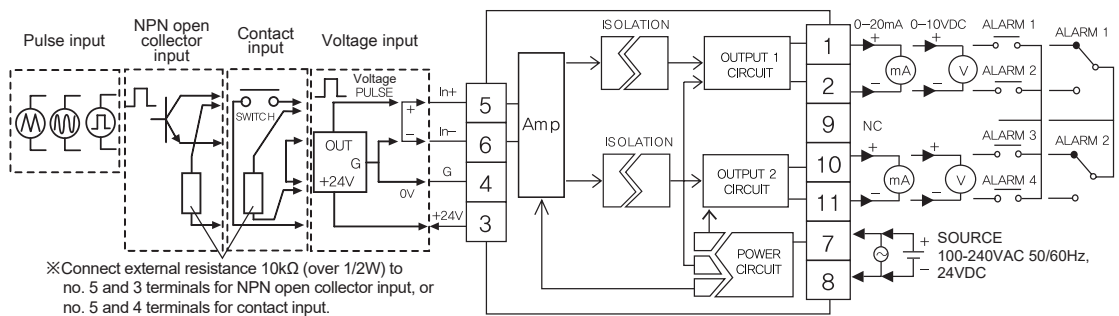 Pulse input
NPN open
collector
input
Contact
input
Voltage input
SWITCH
Voltage
PULSE
OUT
G
+24V
0V
+
−
In+
In−
G
+24V
5
6
4
3
Amp
ISOLATION
ISOLATION
OUTPUT 1
CIRCUIT
OUTPUT 2
CIRCUIT
POWER
CIRCUIT
1
2
9
10
11
7
8
0−20mA
0−10VDC
+
mA
−
+
V
−
NC
+
mA
−
+
V
−
ALARM 1
ALARM 2
ALARM 3
ALARM 4
ALARM 1
ALARM 2
+
−
SOURCE
100-240VAC 50/60Hz,
24VDC
※Connect external resistance 10kΩ (over 1/2W) to
no. 5 and 3 terminals for NPN open collector input, or
no. 5 and 4 terminals for contact input.